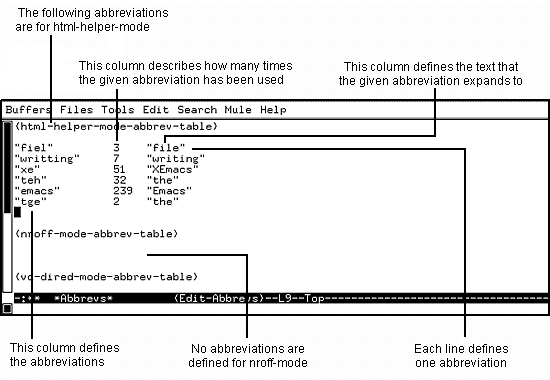 The following abbreviations
are for html-helper-mode
This column describes how many times
the given abbreviation has been used
This column defines the text that
the given abbreviation expands to
Buffers Files Tools Edit Search Mule Help
(html-helper-mode-abbrev-table)
"fiel" 3 "file"
"writting" 7 "writing"
"xe" 51 "XEmacs"
"teh" 32 "the"
"emacs" 239 "Emacs"
"tge" 2 "the"
(nroff-mode-abbrev-table)
(vc-dired-mode-abbrev-table)
-:** *Abbrevs* (Edit-Abbrevs)--L9--Top--------------------------------
This column defines
the abbreviations
No abbreviations are
defined for nroff-mode
Each line defines
one abbreviation